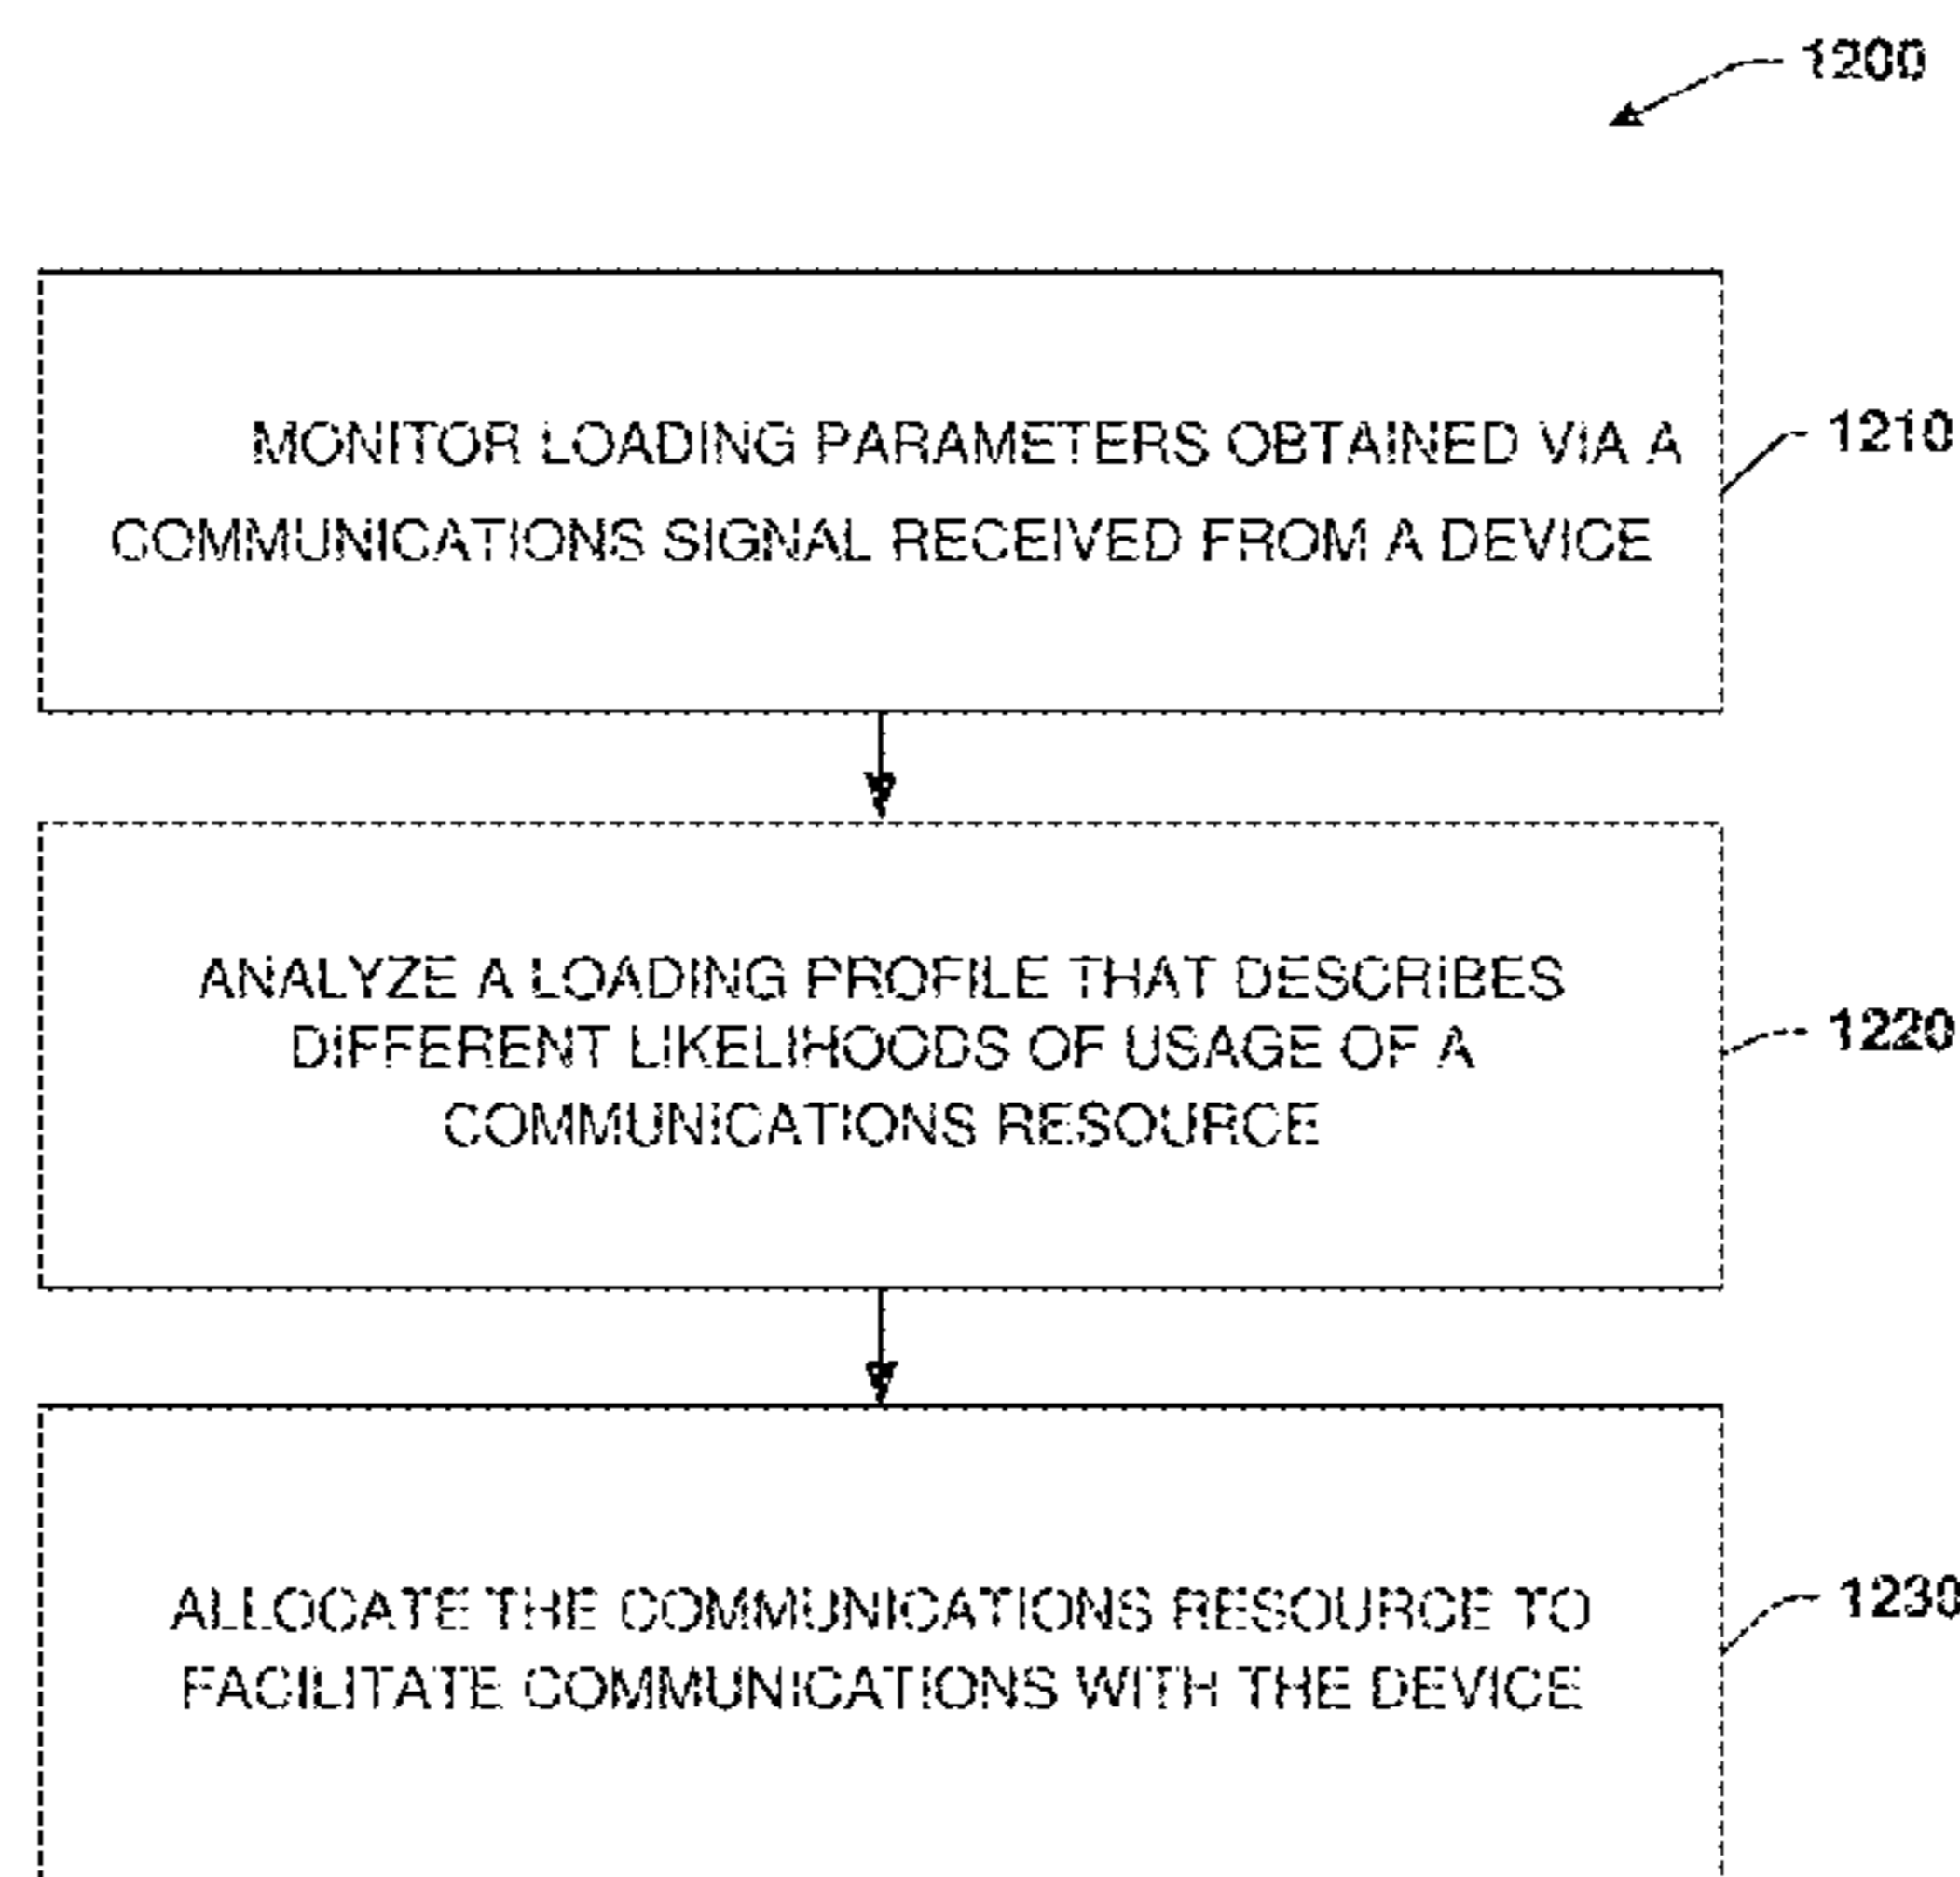 1200
MONITOR LOADING PARAMETERS OBTAINED VIA A
1210
COMMUNICATIONS SIGNAL RECEIVED FROM A DEVICE
ANALYZE A LOADING PROFILE THAT DESCRIBES
DIFFERENT LIKELIHOODS OF USAGE OF A
1220
COMMUNICATIONS RESOURCE
ALLOCATE THE COMMUNICATIONS RESOURCE TO
1230
FACILITATE COMMUNICATIONS WITH THE DEVICE